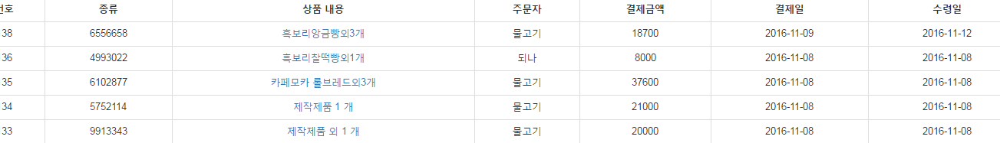 번호 종류 상품 내용 주문자 결제금액 결제일 수령일
38 6556658 흑보리앙금빵외3개 물고기 18700 2016-11-09 2016-11-12
36 4993022 흑보리찰떡빵외1개 되나 8000 2016-11-08 2016-11-08
35 6102877 카페모카 롤브레드외3개 물고기 37600 2016-11-08 2016-11-08
34 5752114 제작제품 1 개 물고기 21000 2016-11-08 2016-11-08
33 9913343 제작제품 외 1 개 물고기 20000 2016-11-08 2016-11-08